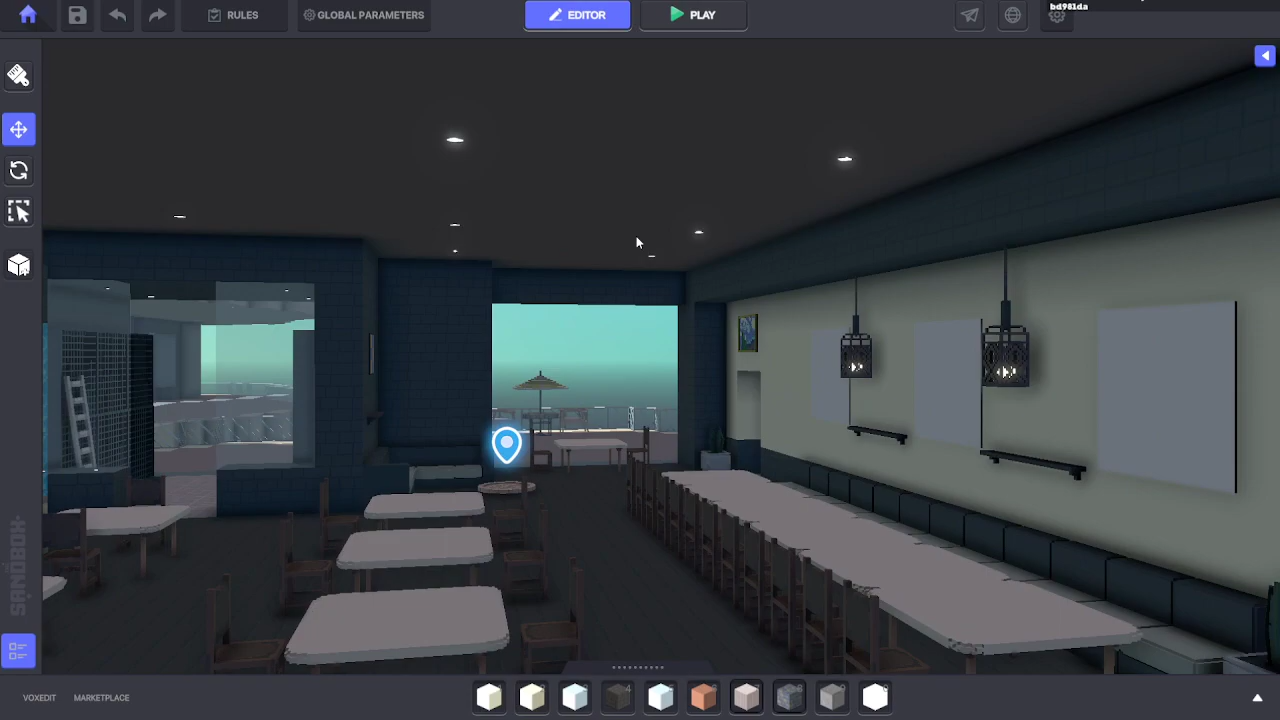 RULES
GLOBAL PARAMETERS
EDITOR
PLAY
bd981da
SANDBOX
VOXEDIT
MARKETPLACE